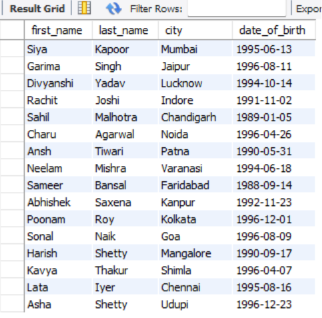 Result Grid Filter Rows: Expor
first_name last_name city date_of_birth
Siya Kapoor Mumbai 1995-06-13
Garima Singh Jaipur 1996-08-11
Divyanshi Yadav Lucknow 1994-10-14
Rachit Joshi Indore 1991-11-02
Sahil Malhotra Chandigarh 1989-01-05
Charu Agarwal Noida 1996-04-26
Ansh Tiwari Patna 1990-05-31
Neelam Mishra Varanasi 1994-06-18
Sameer Bansal Faridabad 1988-09-14
Abhishek Saxena Kanpur 1992-11-23
Poonam Roy Kolkata 1996-12-01
Sonal Naik Goa 1996-08-09
Harish Shetty Mangalore 1990-09-17
Kavya Thakur Shimla 1996-04-07
Lata Iyer Chennai 1995-08-16
Asha Shetty Udupi 1996-12-23